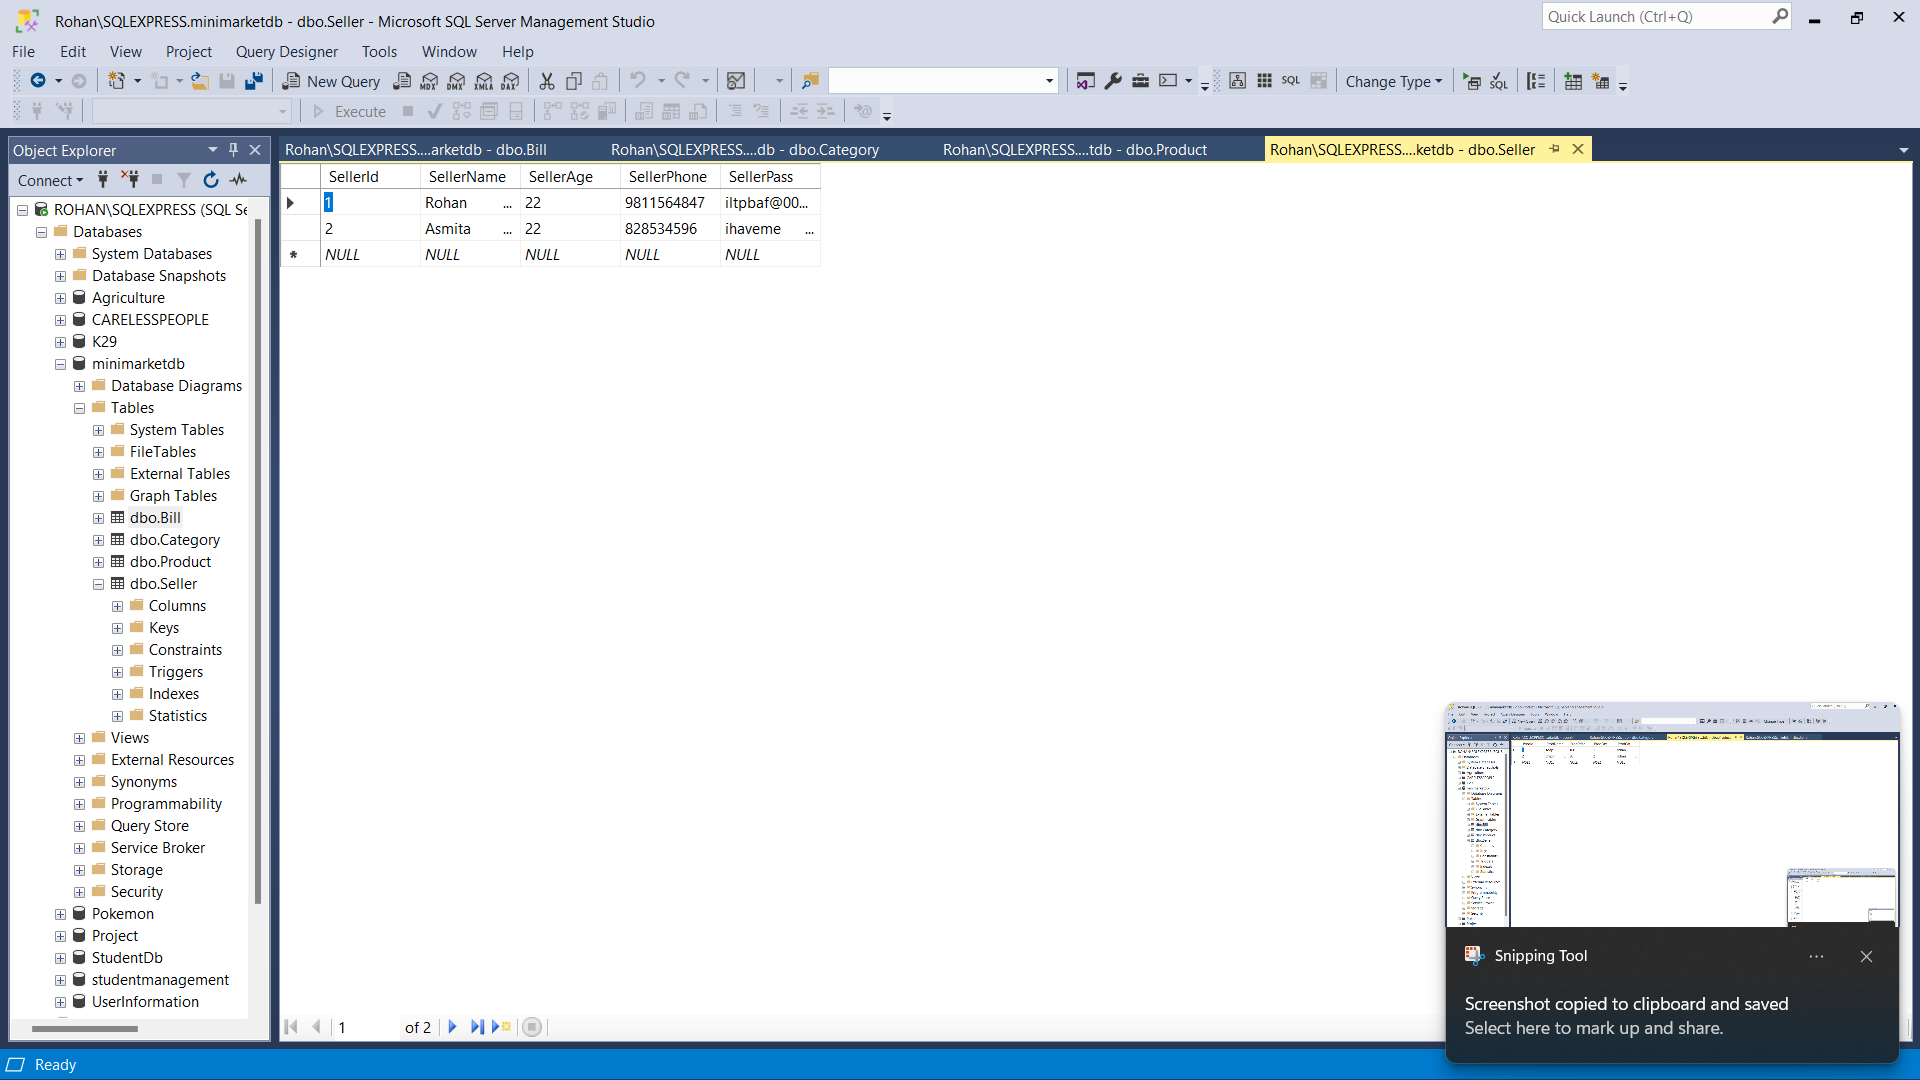 Rohan\SQLEXPRESS.minimarketdb - dbo.Seller - Microsoft SQL Server Management Studio
Quick Launch (Ctrl+Q)
File Edit View Project Query Designer Tools Window Help
New Query MDX DMX XMLA DAX SQL Change Type SQL
Execute
Object Explorer
Rohan\SQLEXPRESS....arketdb - dbo.Bill Rohan\SQLEXPRESS....db - dbo.Category Rohan\SQLEXPRESS....tdb - dbo.Product Rohan\SQLEXPRESS....ketdb - dbo.Seller
Connect
SellerId SellerName SellerAge SellerPhone SellerPass
1 Rohan ... 22 9811564847 iltpbaf@00...
2 Asmita ... 22 828534596 ihaveme ...
* NULL NULL NULL NULL NULL
ROHAN\SQLEXPRESS (SQL Se
Databases
System Databases
Database Snapshots
Agriculture
CARELESSPEOPLE
K29
minimarketdb
Database Diagrams
Tables
System Tables
FileTables
External Tables
Graph Tables
dbo.Bill
dbo.Category
dbo.Product
dbo.Seller
Columns
Keys
Constraints
Triggers
Indexes
Statistics
Views
External Resources
Synonyms
Programmability
Query Store
Service Broker
Storage
Security
Pokemon
Project
StudentDb
studentmanagement
UserInformation
1 of 2
Snipping Tool
Screenshot copied to clipboard and saved
Select here to mark up and share.
Ready